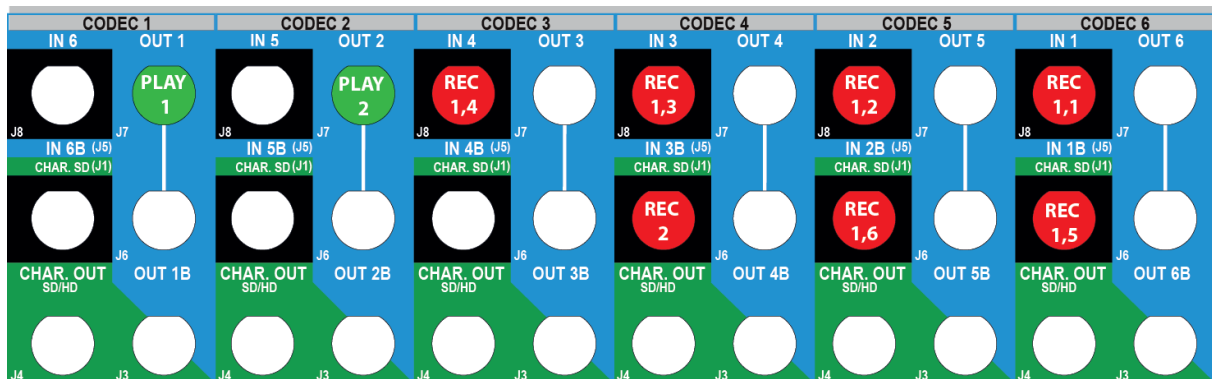 CODEC 1 CODEC 2 CODEC 3 CODEC 4 CODEC 5 CODEC 6
IN 6 OUT 1 IN 5 OUT 2 IN 4 OUT 3 IN 3 OUT 4 IN 2 OUT 5 IN 1 OUT 6
PLAY PLAY REC REC REC REC
1 2 1,4 1,3 1,2 1,1
J8 J7 J8 J7 J8 J7 J8 J7 J8 J7 J8 J7
IN 6B (J5) IN 5B (J5) IN 4B (J5) IN 3B (J5) IN 2B (J5) IN 1B (J5)
CHAR. SD (J1) CHAR. SD (J1) CHAR. SD (J1) CHAR. SD (J1) CHAR. SD (J1) CHAR. SD (J1)
REC REC REC
2 1,6 1,5
J6 J6 J6 J6 J6 J6
CHAR. OUT OUT 1B CHAR. OUT OUT 2B CHAR. OUT OUT 3B CHAR. OUT OUT 4B CHAR. OUT OUT 5B CHAR. OUT OUT 6B
SD/HD SD/HD SD/HD SD/HD SD/HD SD/HD
J4 J3 J4 J3 J4 J3 J4 J3 J4 J3 J4 J3